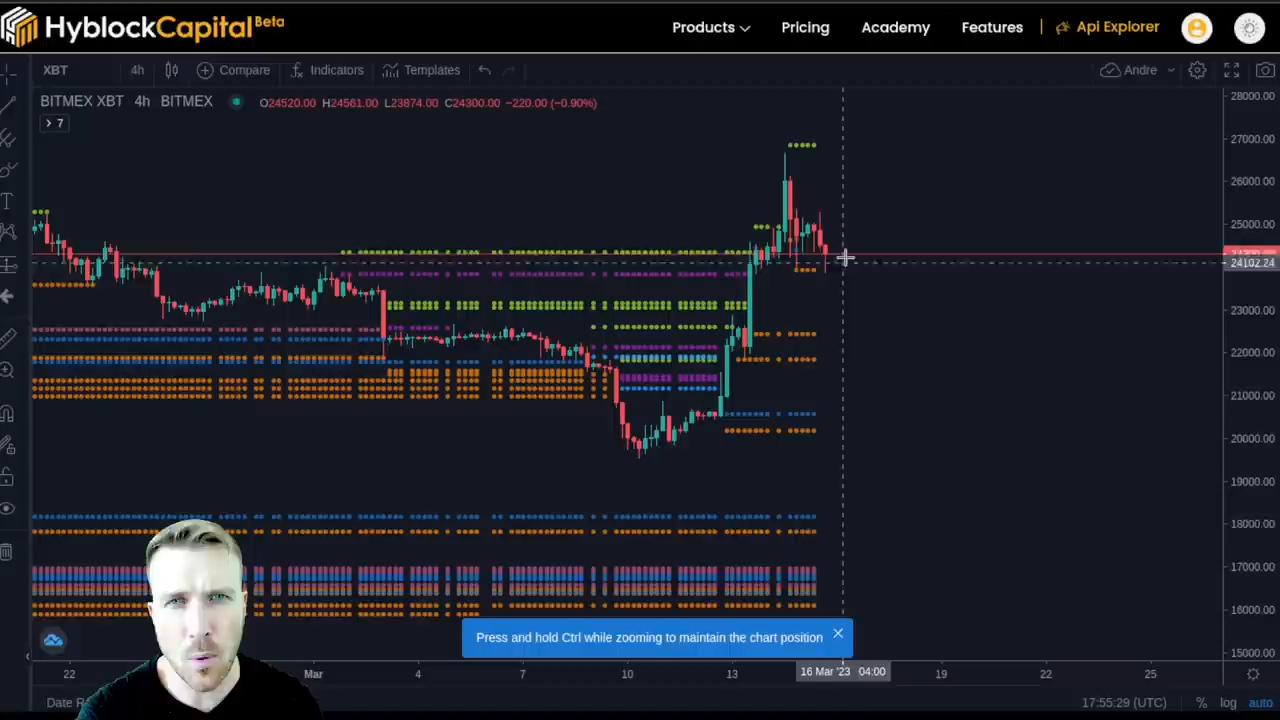 HyblockCapital Beta
Products Pricing Academy Features Api Explorer
XBT 4h Compare Indicators Templates Andre
BITMEX XBT 4h BITMEX O24520.00 H24561.00 L23874.00 C24300.00 −220.00 (−0.90%)
7
28000.00
27000.00
26000.00
25000.00
24102.24
23000.00
22000.00
21000.00
20000.00
19000.00
18000.00
17000.00
16000.00
15000.00
Press and hold Ctrl while zooming to maintain the chart position
22 Mar 4 7 10 13 16 Mar '23 04:00 19 22 25
Date 17:55:29 (UTC) % log auto